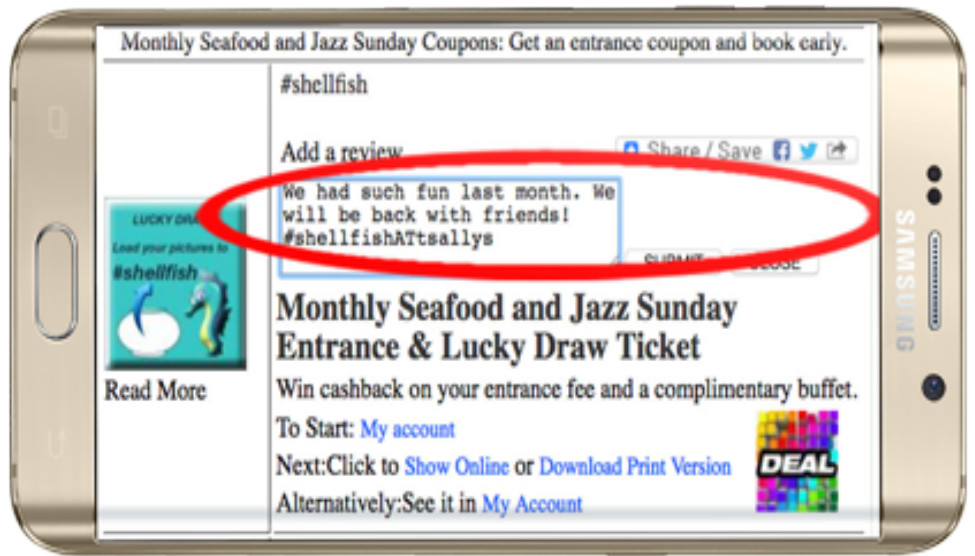 Monthly Seafood and Jazz Sunday Coupons: Get an entrance coupon and book early.
#shellfish
Add a review
Share / Save
We had such fun last month. We
will be back with friends!
#shellfishATtsallys
SUBMIT CLOSE
LUCKY DRAW
Load your pictures to
#shellfish
Read More
Monthly Seafood and Jazz Sunday
Entrance & Lucky Draw Ticket
Win cashback on your entrance fee and a complimentary buffet.
To Start: My account
Next:Click to Show Online or Download Print Version
Alternatively:See it in My Account
DEAL
SAMSUNG